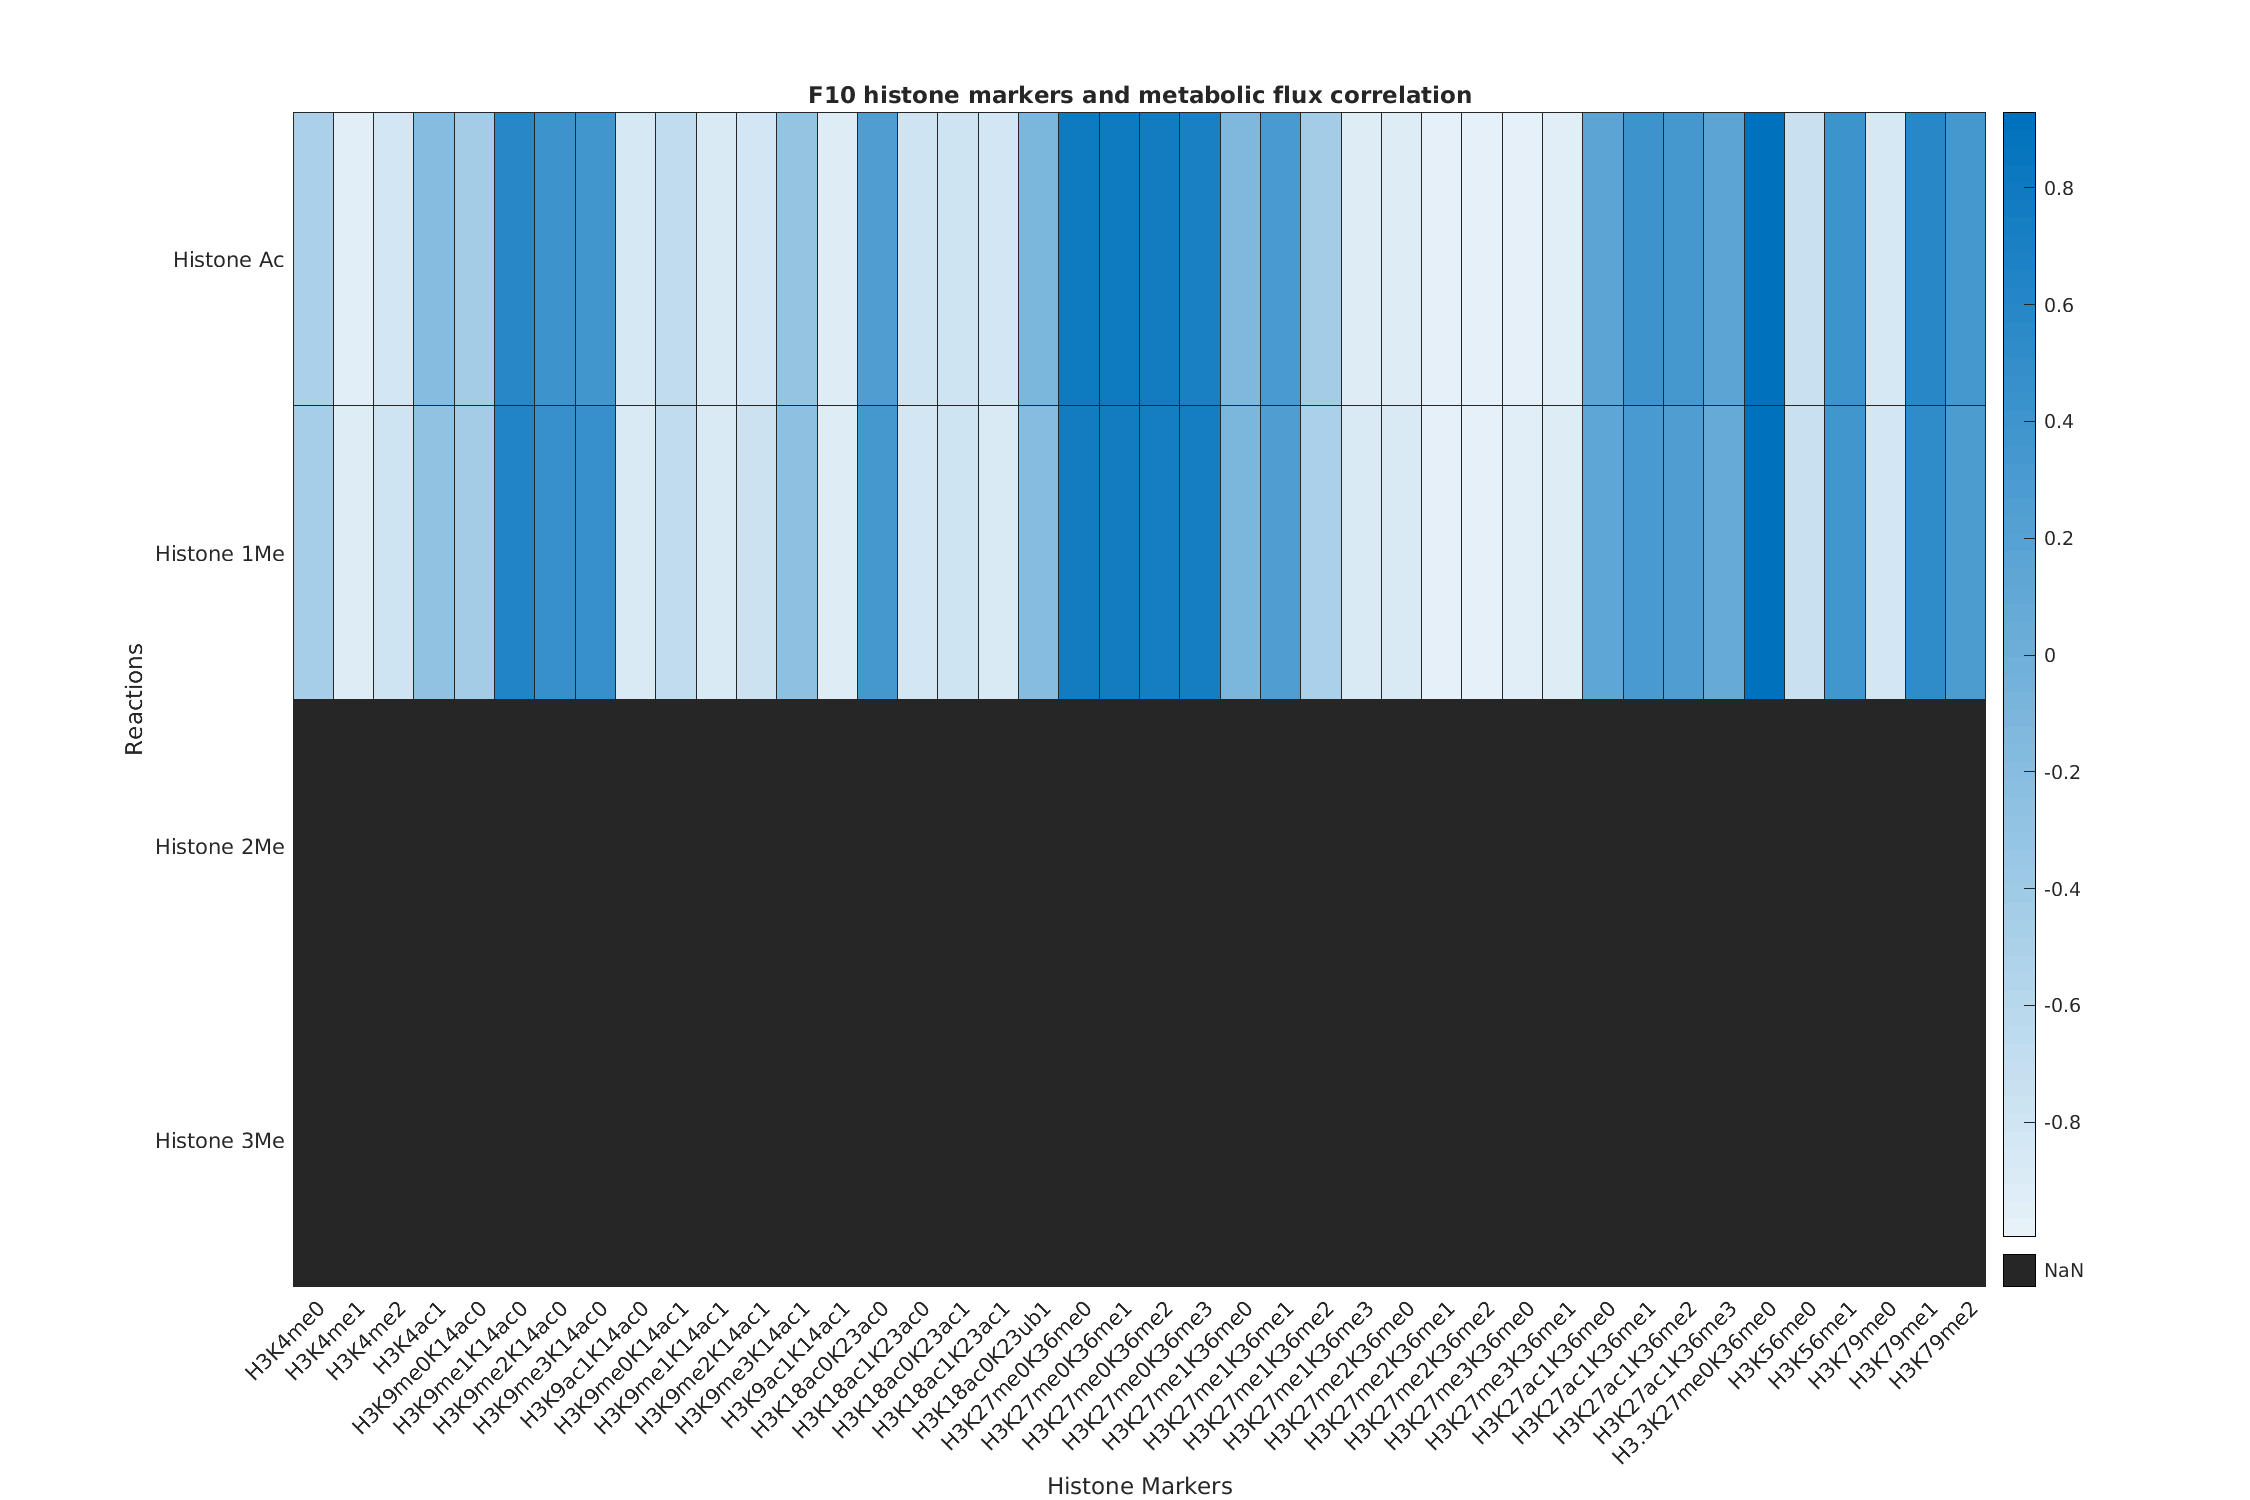 F10 histone markers and metabolic flux correlation
Reactions
Histone Ac
Histone 1Me
Histone 2Me
Histone 3Me
0.8
0.6
0.4
0.2
0
-0.2
-0.4
-0.6
-0.8
NaN
H3K4me0
H3K4me1
H3K4me2
H3K4ac1
H3K9me0K14ac0
H3K9me1K14ac0
H3K9me2K14ac0
H3K9me3K14ac0
H3K9ac1K14ac0
H3K9me0K14ac1
H3K9me1K14ac1
H3K9me2K14ac1
H3K9me3K14ac1
H3K9ac1K14ac1
H3K18ac0K23ac0
H3K18ac1K23ac0
H3K18ac0K23ac1
H3K18ac1K23ac1
H3K18ac0K23ub1
H3K27me0K36me0
H3K27me0K36me1
H3K27me0K36me2
H3K27me0K36me3
H3K27me1K36me0
H3K27me1K36me1
H3K27me1K36me2
H3K27me1K36me3
H3K27me2K36me0
H3K27me2K36me1
H3K27me2K36me2
H3K27me3K36me0
H3K27me3K36me1
H3K27ac1K36me0
H3K27ac1K36me1
H3K27ac1K36me2
H3K27ac1K36me3
H3.3K27me0K36me0
H3K56me0
H3K56me1
H3K79me0
H3K79me1
H3K79me2
Histone Markers